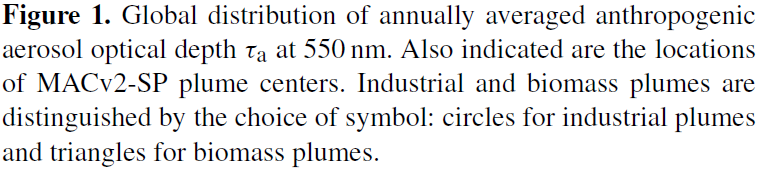 Figure 1. Global distribution of annually averaged anthropogenic
aerosol optical depth τa at 550 nm. Also indicated are the locations
of MACv2-SP plume centers. Industrial and biomass plumes are
distinguished by the choice of symbol: circles for industrial plumes
and triangles for biomass plumes.